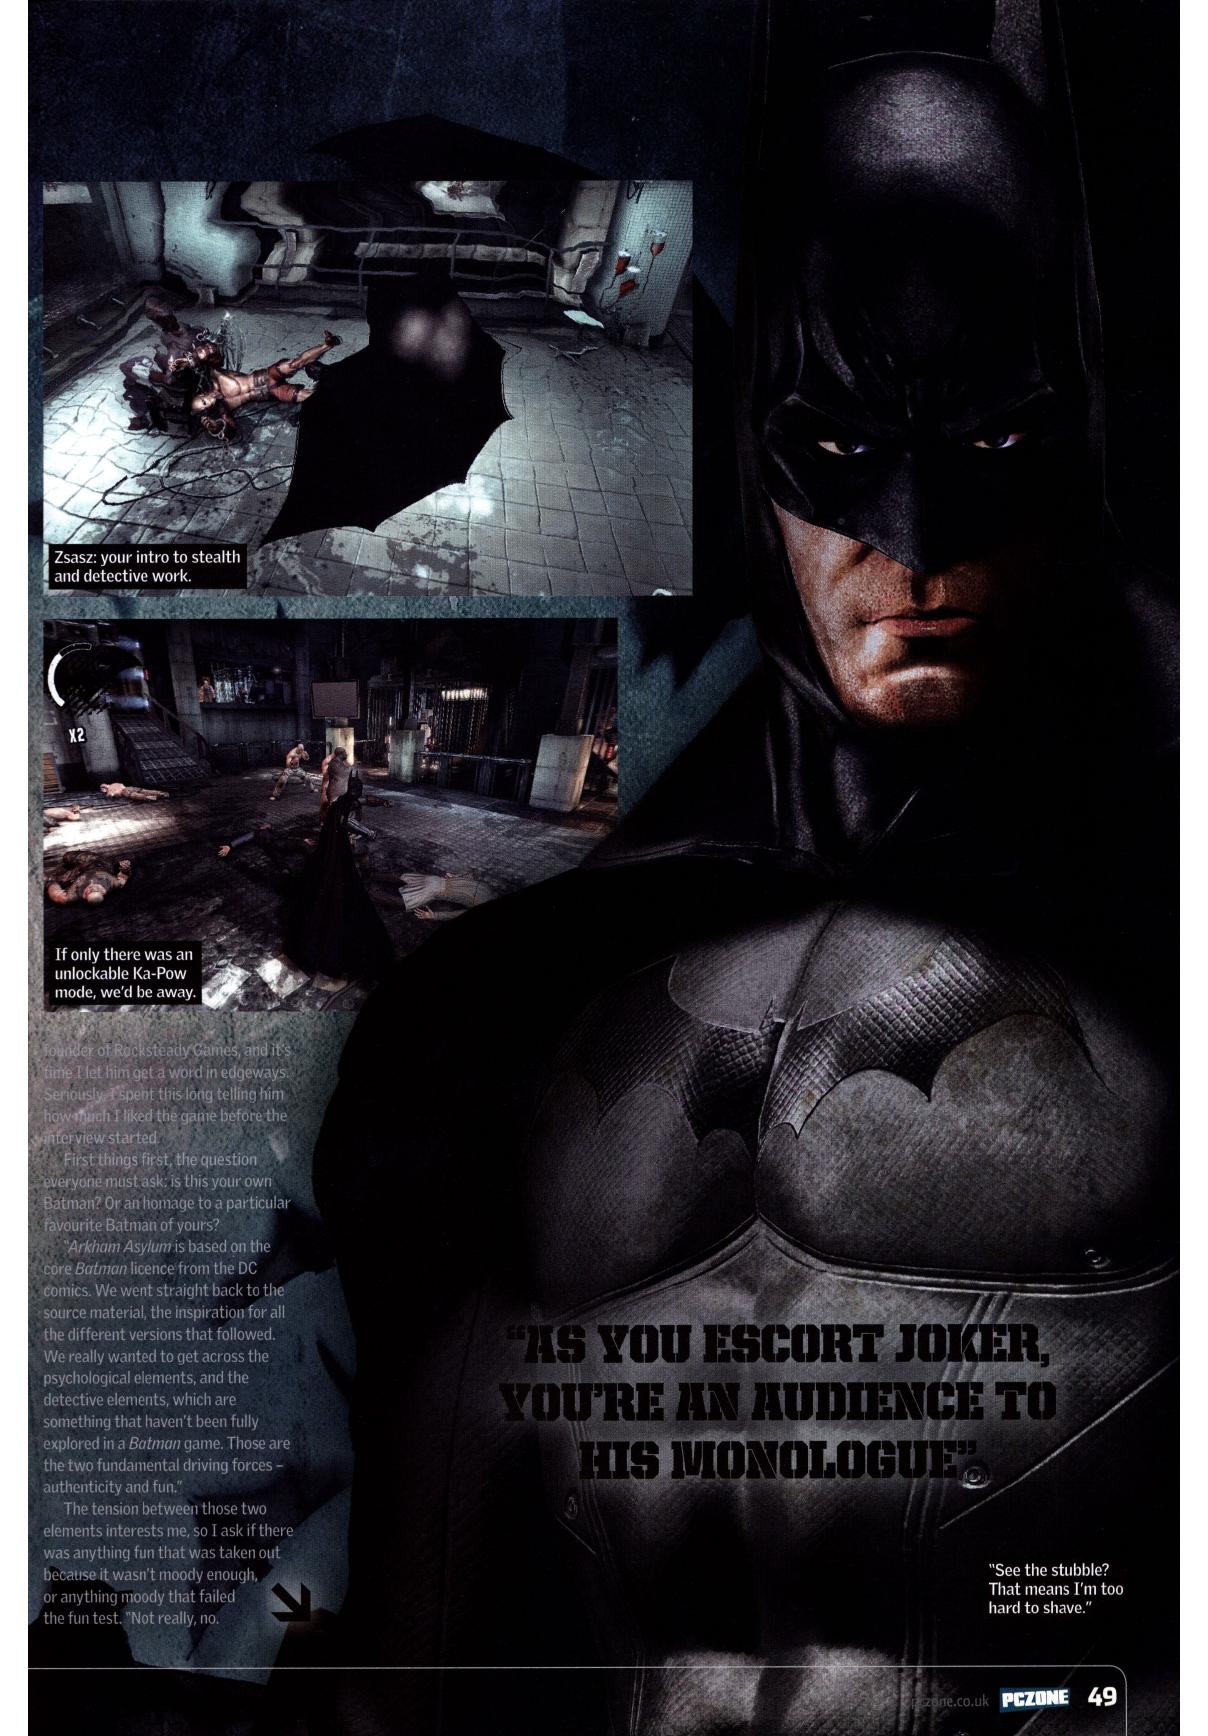 Zsasz: your intro to stealth
and detective work.
X2
If only there was an
unlockable Ka-Pow
mode, we'd be away.
founder of Rocksteady Games, and it's
time I let him get a word in edgeways.
Seriously, I spent this long telling him
how much I liked the game before the
interview started.
First things first, the question
everyone must ask: is this your own
Batman? Or an homage to a particular
favourite Batman of yours?
"Arkham Asylum is based on the
core Batman licence from the DC
comics. We went straight back to the
source material, the inspiration for all
the different versions that followed.
We really wanted to get across the
psychological elements, and the
detective elements, which are
something that haven't been fully
explored in a Batman game. Those are
the two fundamental driving forces –
authenticity and fun."
The tension between those two
elements interests me, so I ask if there
was anything fun that was taken out
because it wasn't moody enough,
or anything moody that failed
the fun test. "Not really, no.
"AS YOU ESCORT JOKER,
YOU'RE AN AUDIENCE TO
HIS MONOLOGUE"
"See the stubble?
That means I'm too
hard to shave."
pczone.co.uk PCZONE 49